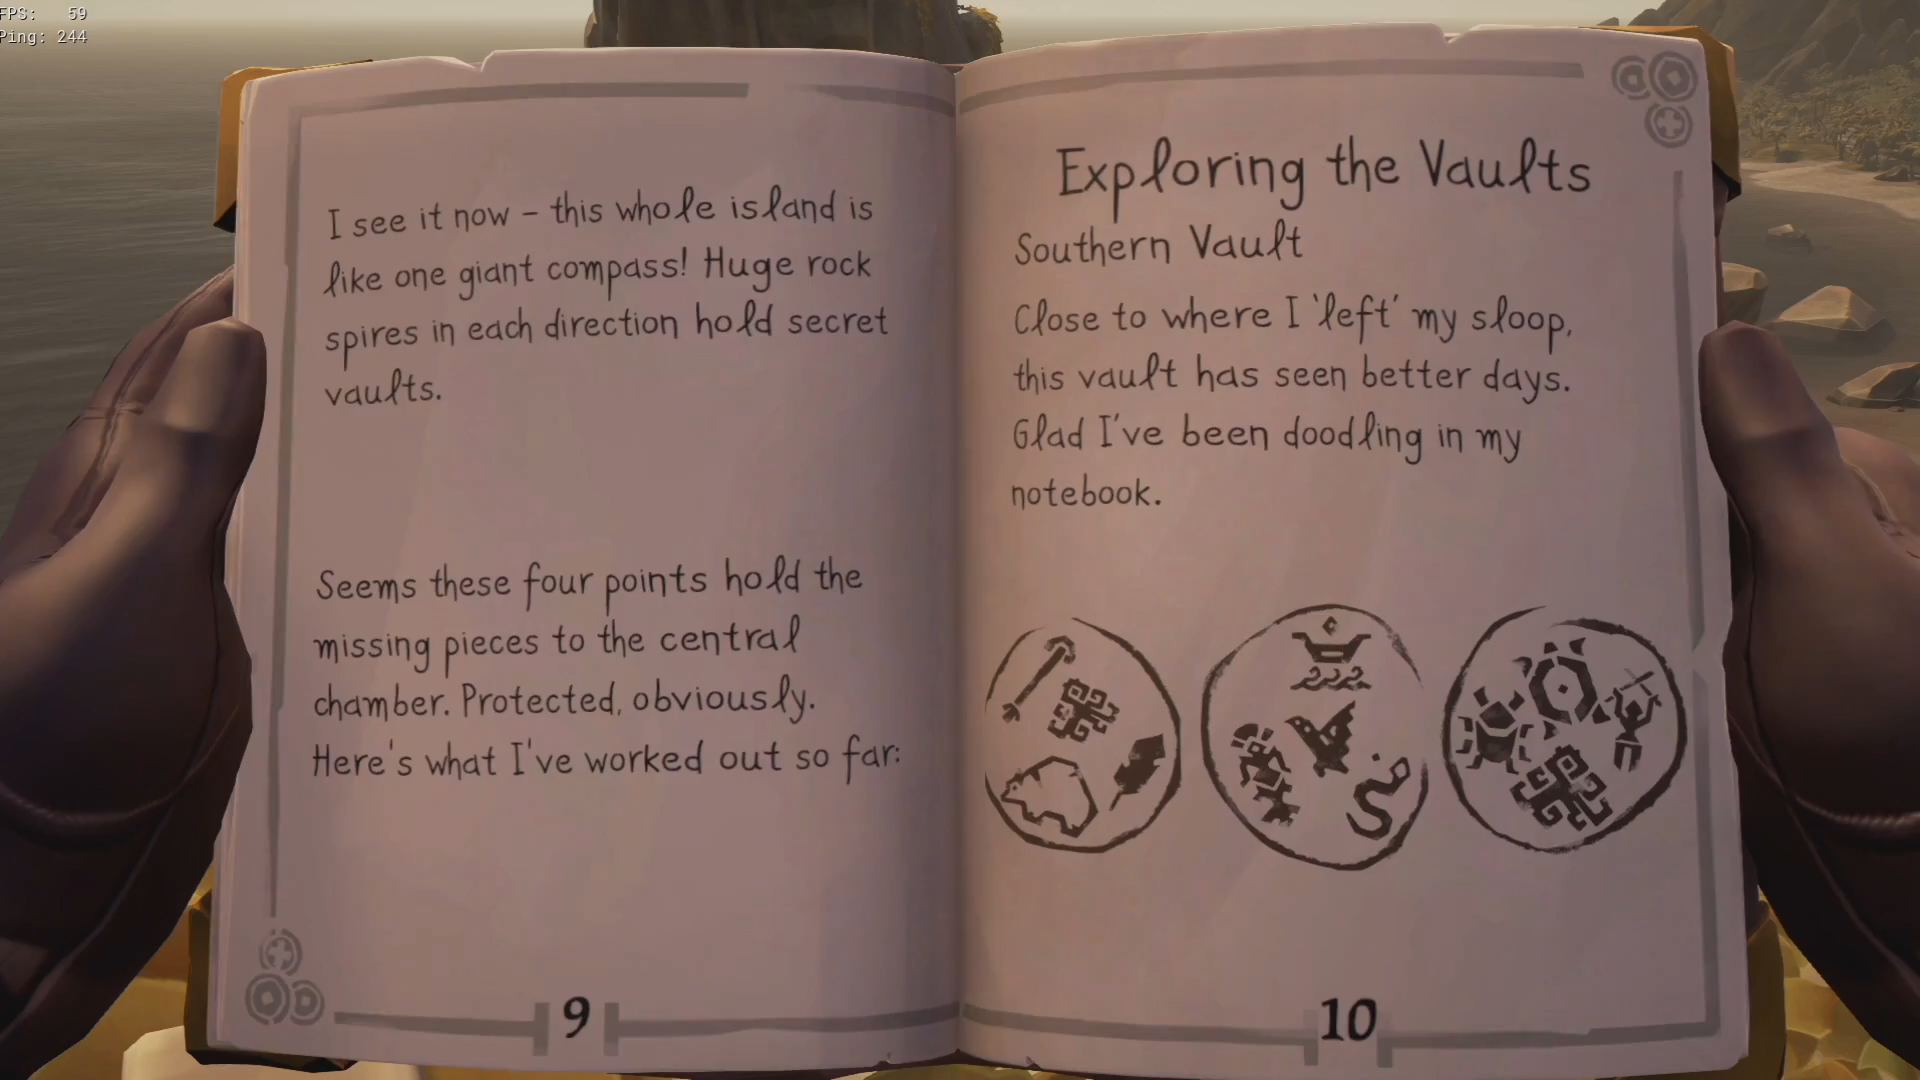 FPS: 59
Ping: 244
I see it now – this whole island is
like one giant compass! Huge rock
spires in each direction hold secret
vaults.
Seems these four points hold the
missing pieces to the central
chamber. Protected, obviously.
Here's what I've worked out so far:
9
Exploring the Vaults
Southern Vault
Close to where I 'left' my sloop,
this vault has seen better days.
Glad I've been doodling in my
notebook.
10